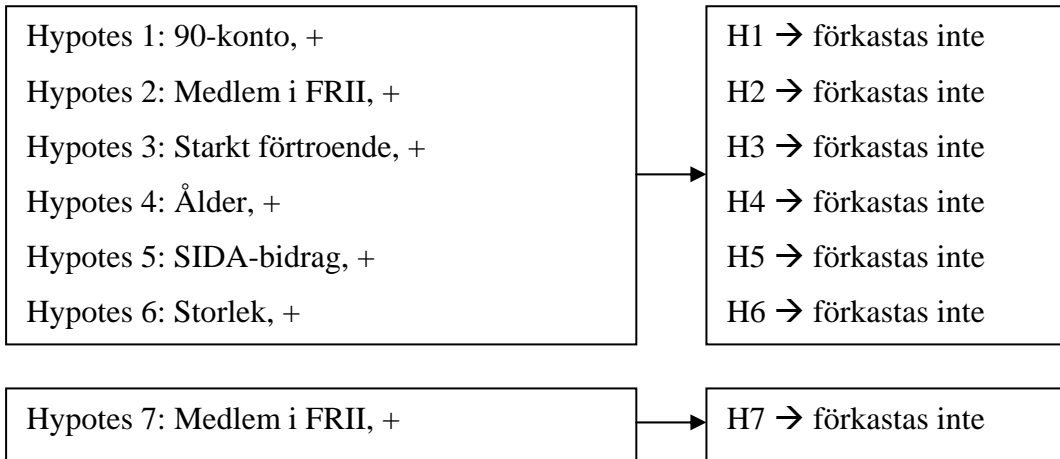 Hypotes 1: 90-konto, +
Hypotes 2: Medlem i FRII, +
Hypotes 3: Starkt förtroende, +
Hypotes 4: Ålder, +
Hypotes 5: SIDA-bidrag, +
Hypotes 6: Storlek, +
H1 → förkastas inte
H2 → förkastas inte
H3 → förkastas inte
H4 → förkastas inte
H5 → förkastas inte
H6 → förkastas inte
Hypotes 7: Medlem i FRII, +
H7 → förkastas inte